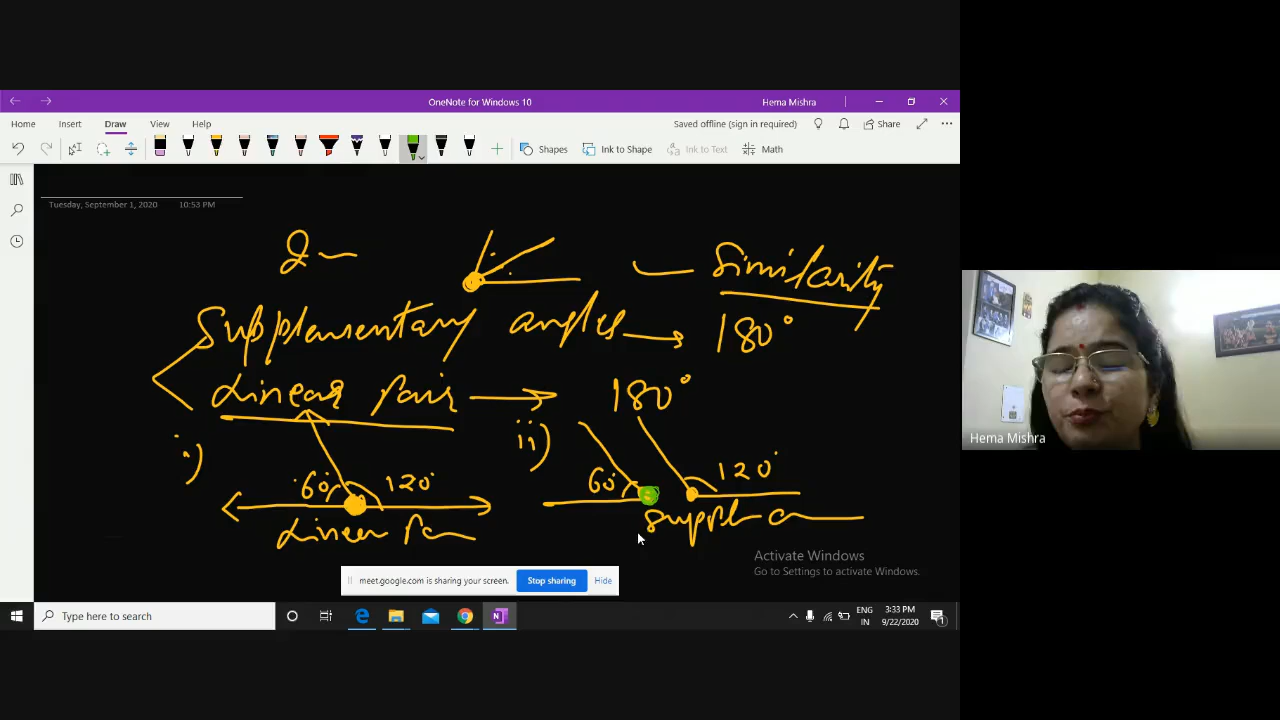 OneNote for Windows 10
Hema Mishra
Home Insert Draw View Help
Saved offline (sign in required)
Share
Shapes
Ink to Shape
Ink to Text
Math
Tuesday, September 1, 2020 10:53 PM
Similarity
Supplementary angles → 180°
Linear Pair → 180°
i)
ii)
60° 120°
60° 120°
Linear Pa
Suppl a
Hema Mishra
Activate Windows
Go to Settings to activate Windows.
meet.google.com is sharing your screen.
Stop sharing
Hide
Type here to search
ENG
IN
3:33 PM
9/22/2020
1